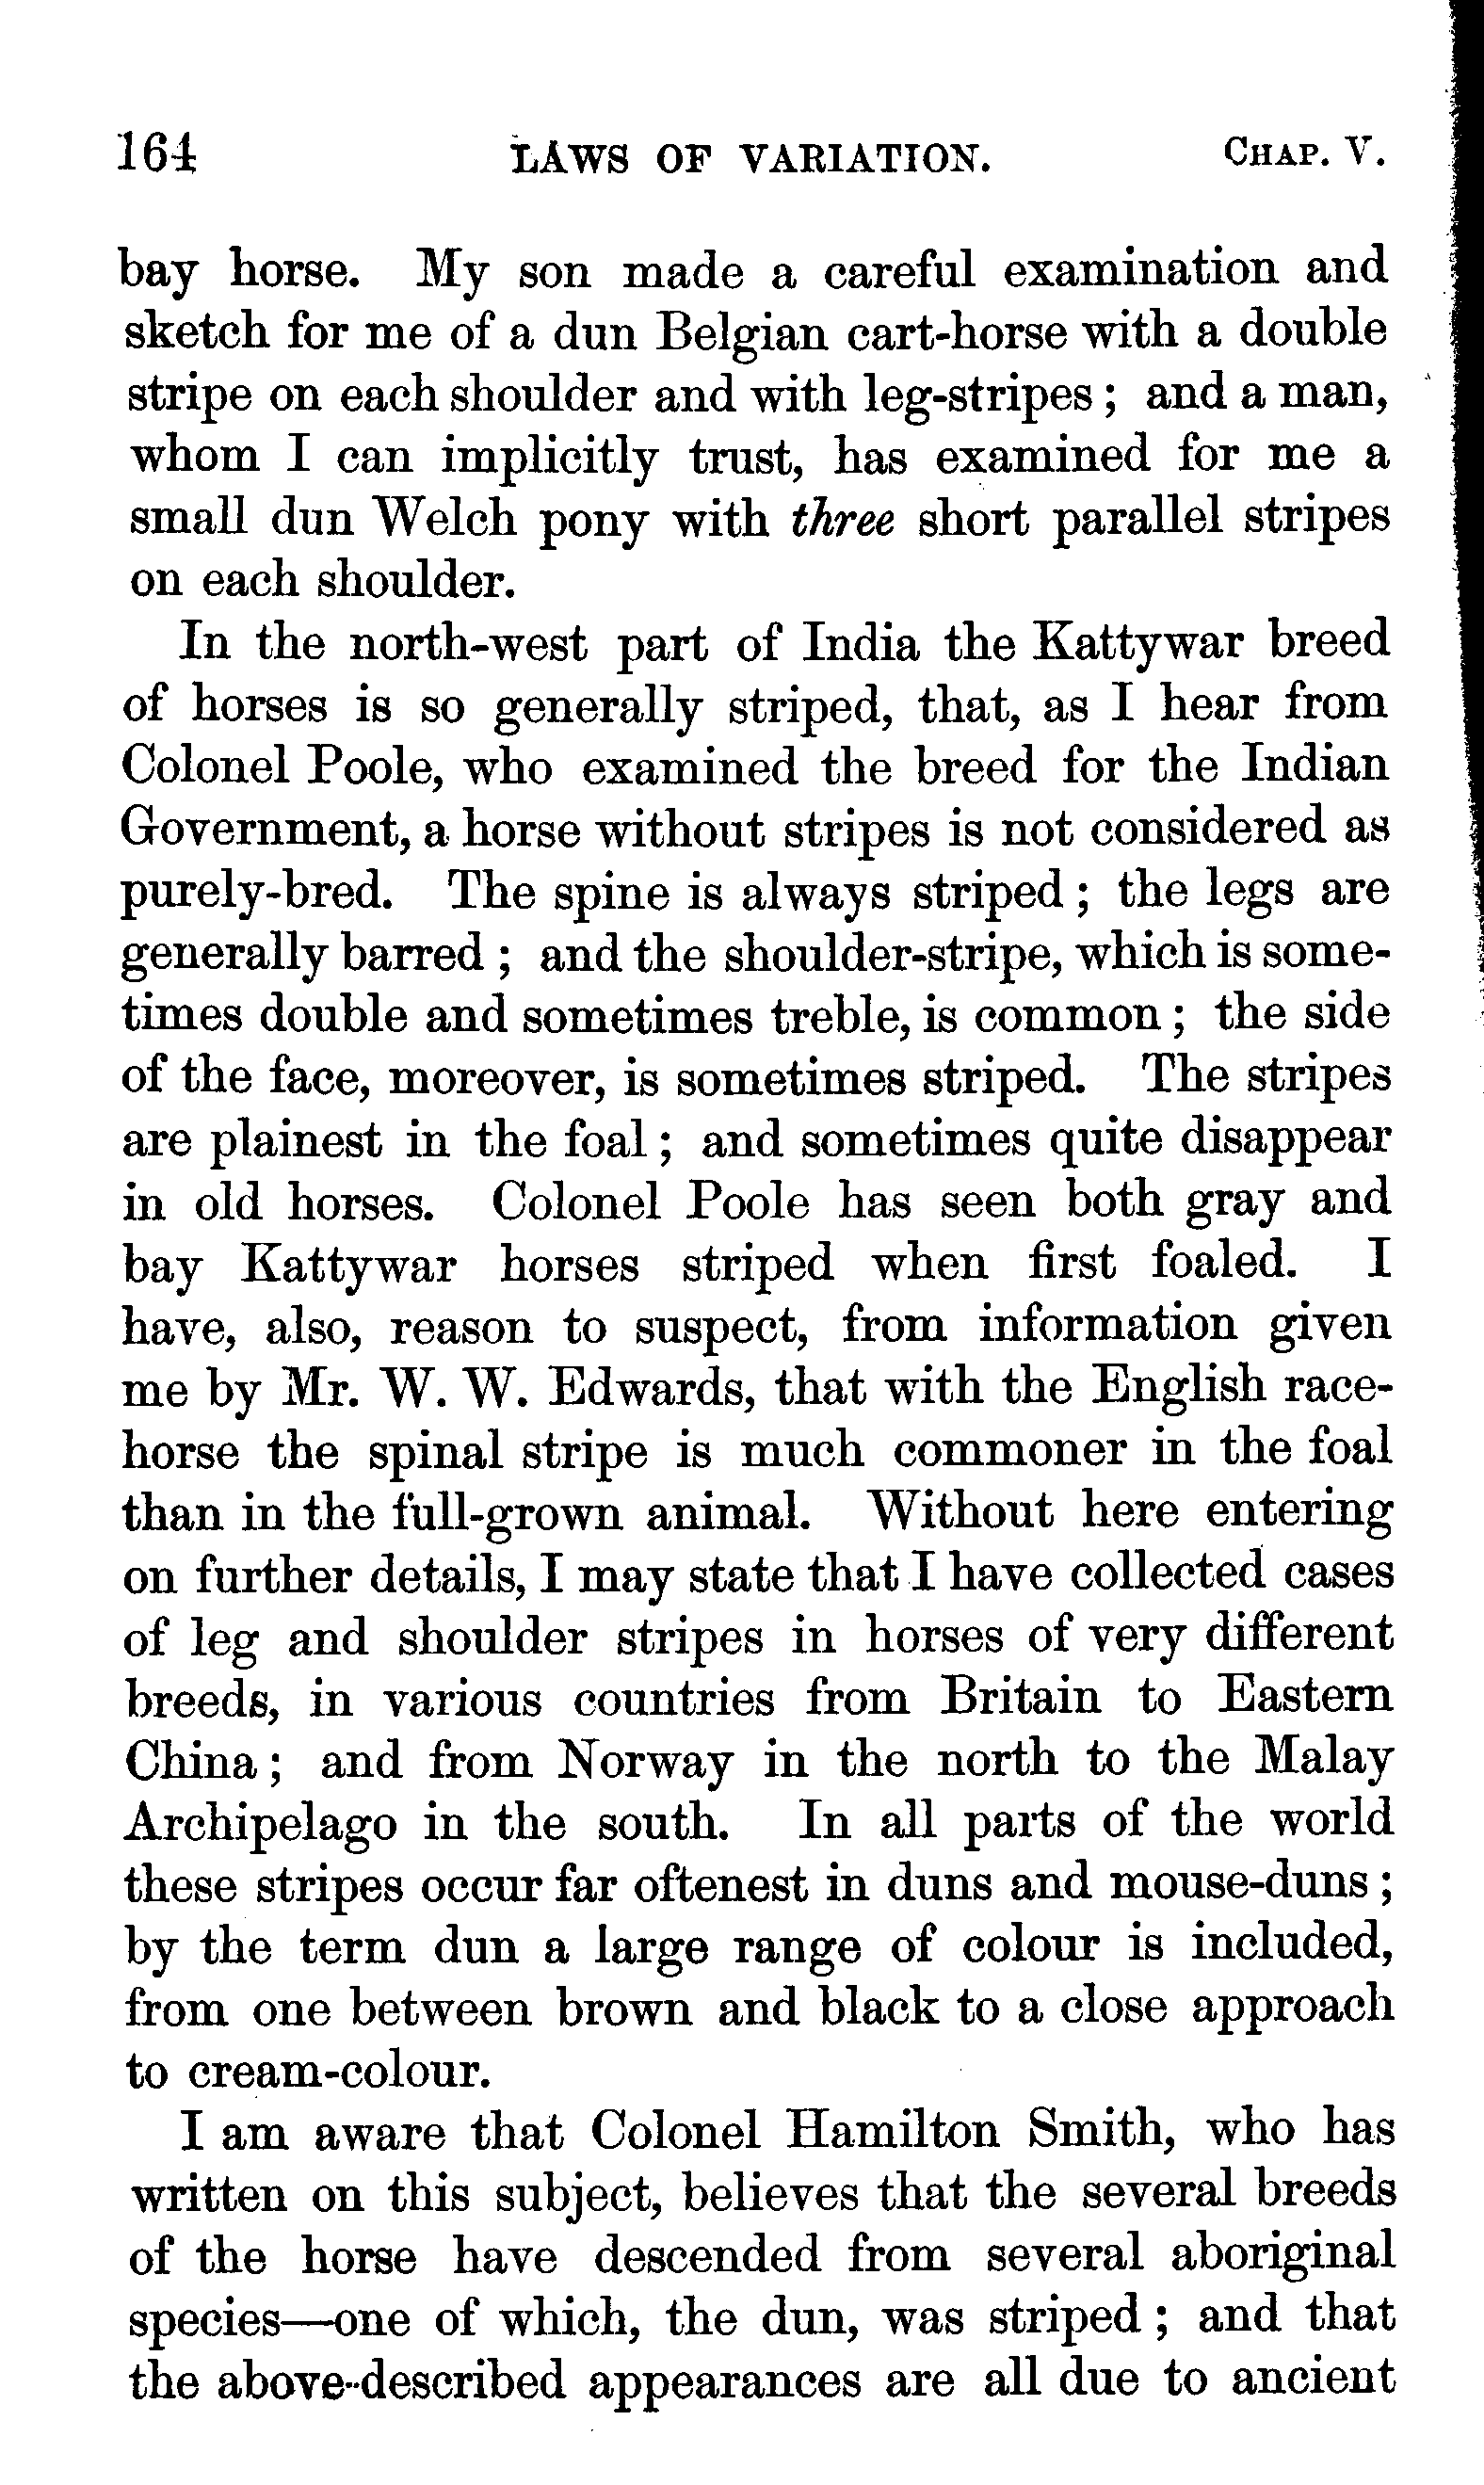 164 LAWS OF VARIATION. CHAP. V.
bay horse. My son made a careful examination and
sketch for me of a dun Belgian cart-horse with a double
stripe on each shoulder and with leg-stripes ; and a man,
whom I can implicitly trust, has examined for me a
small dun Welch pony with three short parallel stripes
on each shoulder.
In the north-west part of India the Kattywar breed
of horses is so generally striped, that, as I hear from
Colonel Poole, who examined the breed for the Indian
Government, a horse without stripes is not considered as
purely-bred. The spine is always striped ; the legs are
generally barred ; and the shoulder-stripe, which is some-
times double and sometimes treble, is common ; the side
of the face, moreover, is sometimes striped. The stripes
are plainest in the foal ; and sometimes quite disappear
in old horses. Colonel Poole has seen both gray and
bay Kattywar horses striped when first foaled. I
have, also, reason to suspect, from information given
me by Mr. W. W. Edwards, that with the English race-
horse the spinal stripe is much commoner in the foal
than in the full-grown animal. Without here entering
on further details, I may state that I have collected cases
of leg and shoulder stripes in horses of very different
breeds, in various countries from Britain to Eastern
China ; and from Norway in the north to the Malay
Archipelago in the south. In all parts of the world
these stripes occur far oftenest in duns and mouse-duns ;
by the term dun a large range of colour is included,
from one between brown and black to a close approach
to cream-colour.
I am aware that Colonel Hamilton Smith, who has
written on this subject, believes that the several breeds
of the horse have descended from several aboriginal
species—one of which, the dun, was striped ; and that
the above-described appearances are all due to ancient